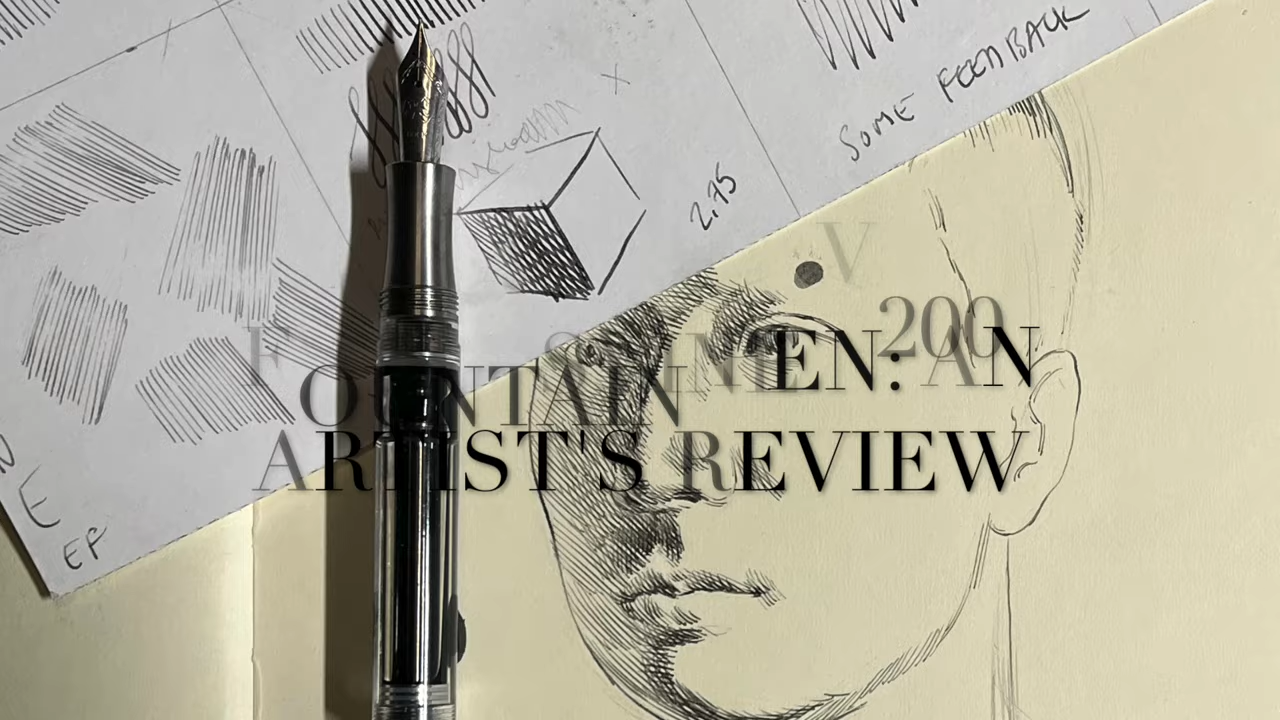 SOME FEEDBACK
2.75
V
200
FOUNTAIN PEN: AN
ARTIST'S REVIEW
E
EF